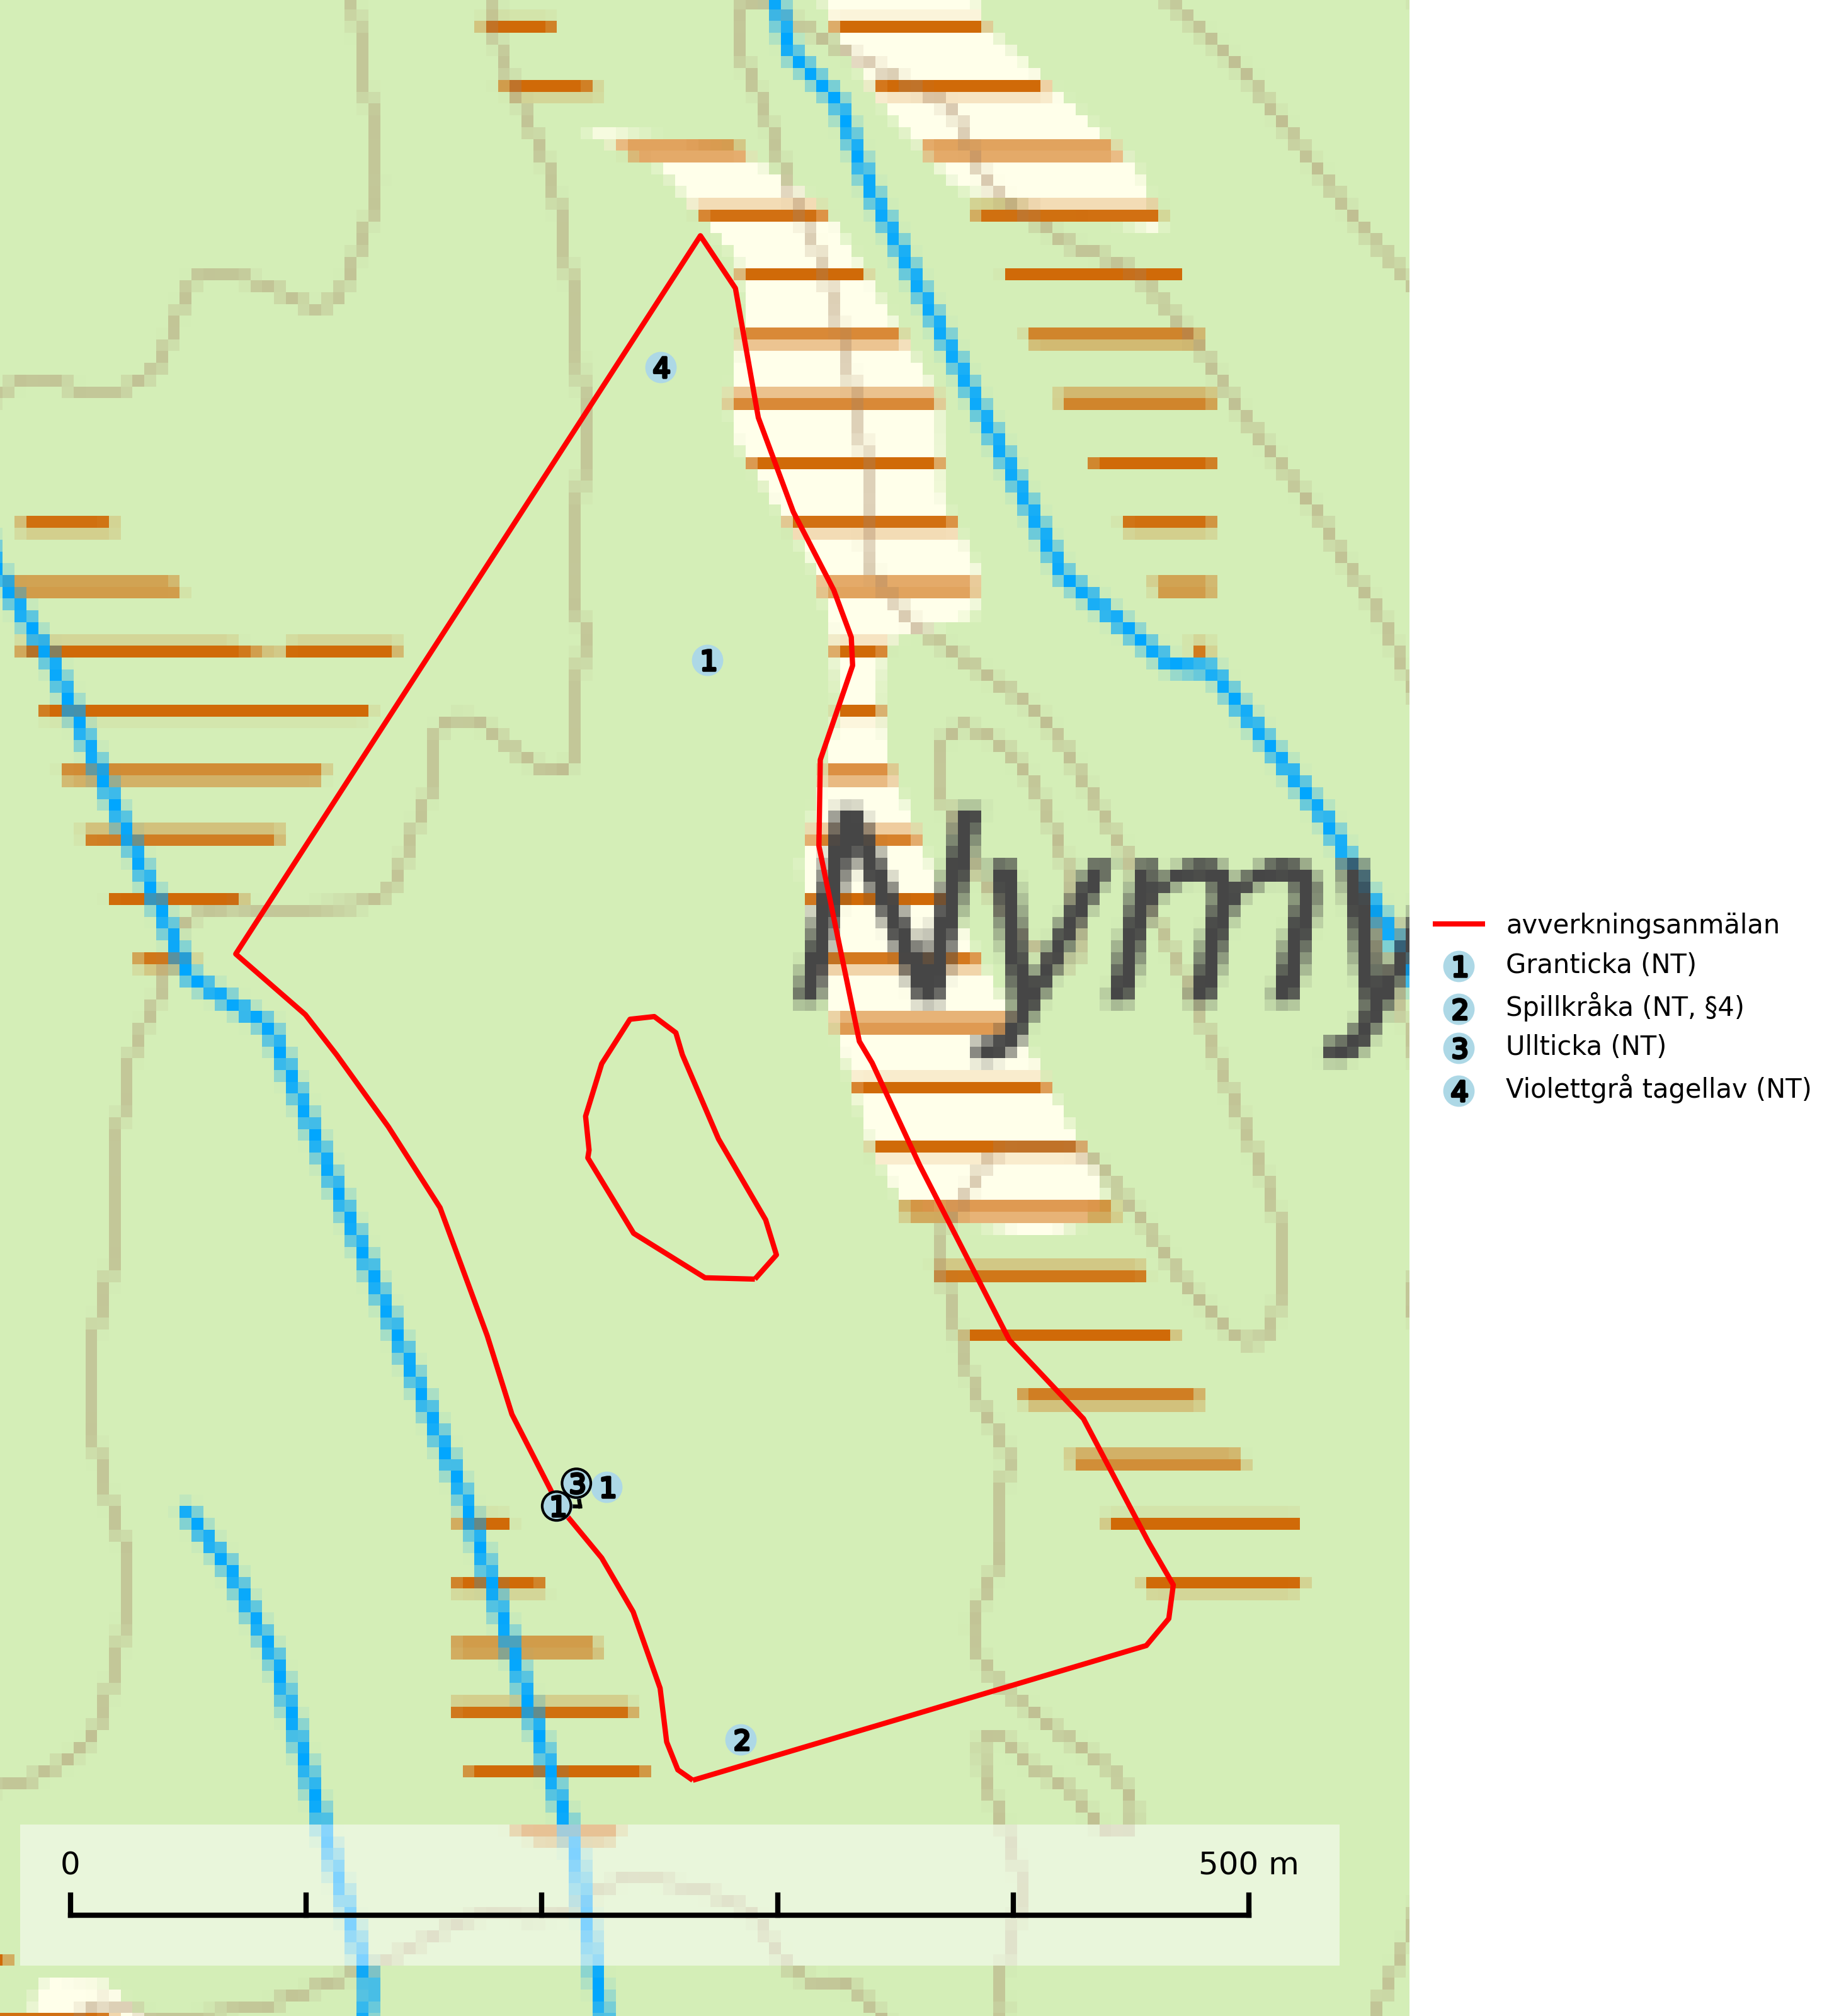 4
1
Nymy
avverkningsanmälan
1 Granticka (NT)
2 Spillkråka (NT, §4)
3 Ullticka (NT)
4 Violettgrå tagellav (NT)
3 1
1
2
0 500 m